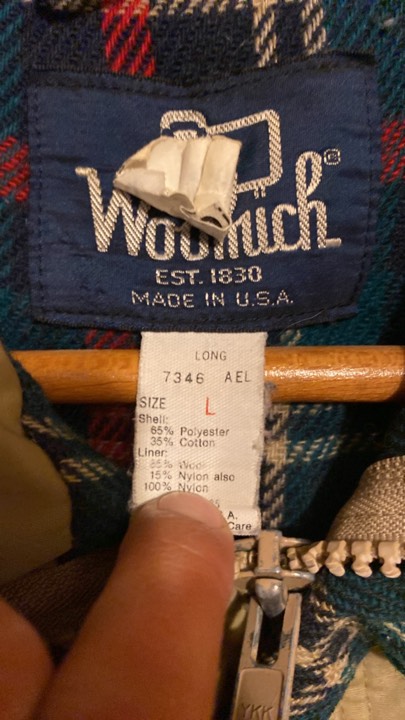 Woolrich®
EST. 1830
MADE IN U.S.A.
LONG
7346 AEL
SIZE L
Shell:
65% Polyester
35% Cotton
Liner:
85% Wool
15% Nylon also
100% Nylon
A.
Care
YKK